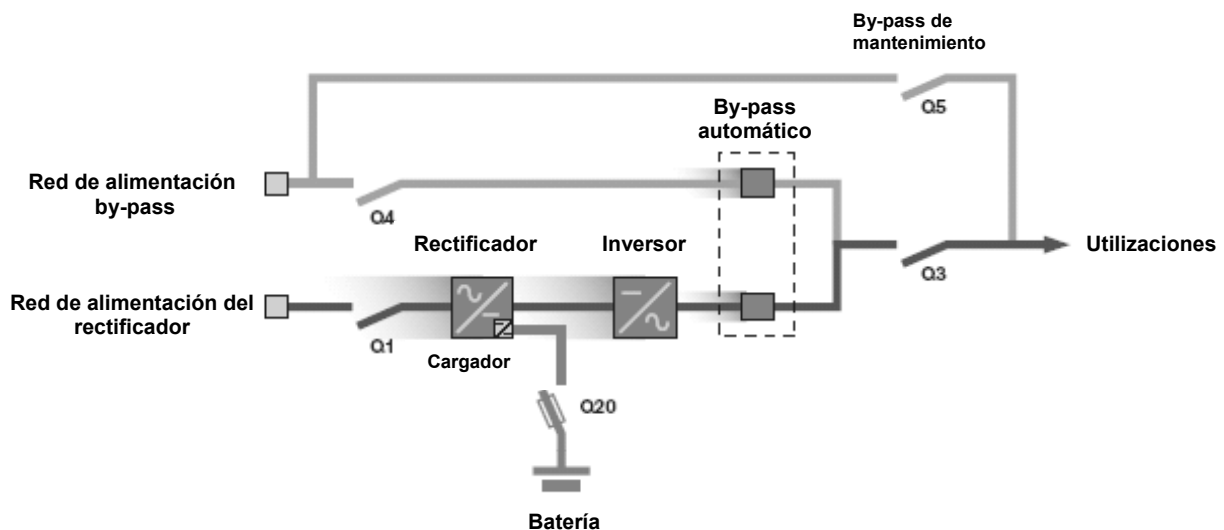 By-pass de
mantenimiento
Q5
By-pass
automático
Red de alimentación
by-pass
Q4
Rectificador
Inversor
Utilizaciones
Q3
Red de alimentación del
rectificador
Q1
Cargador
Q20
Batería